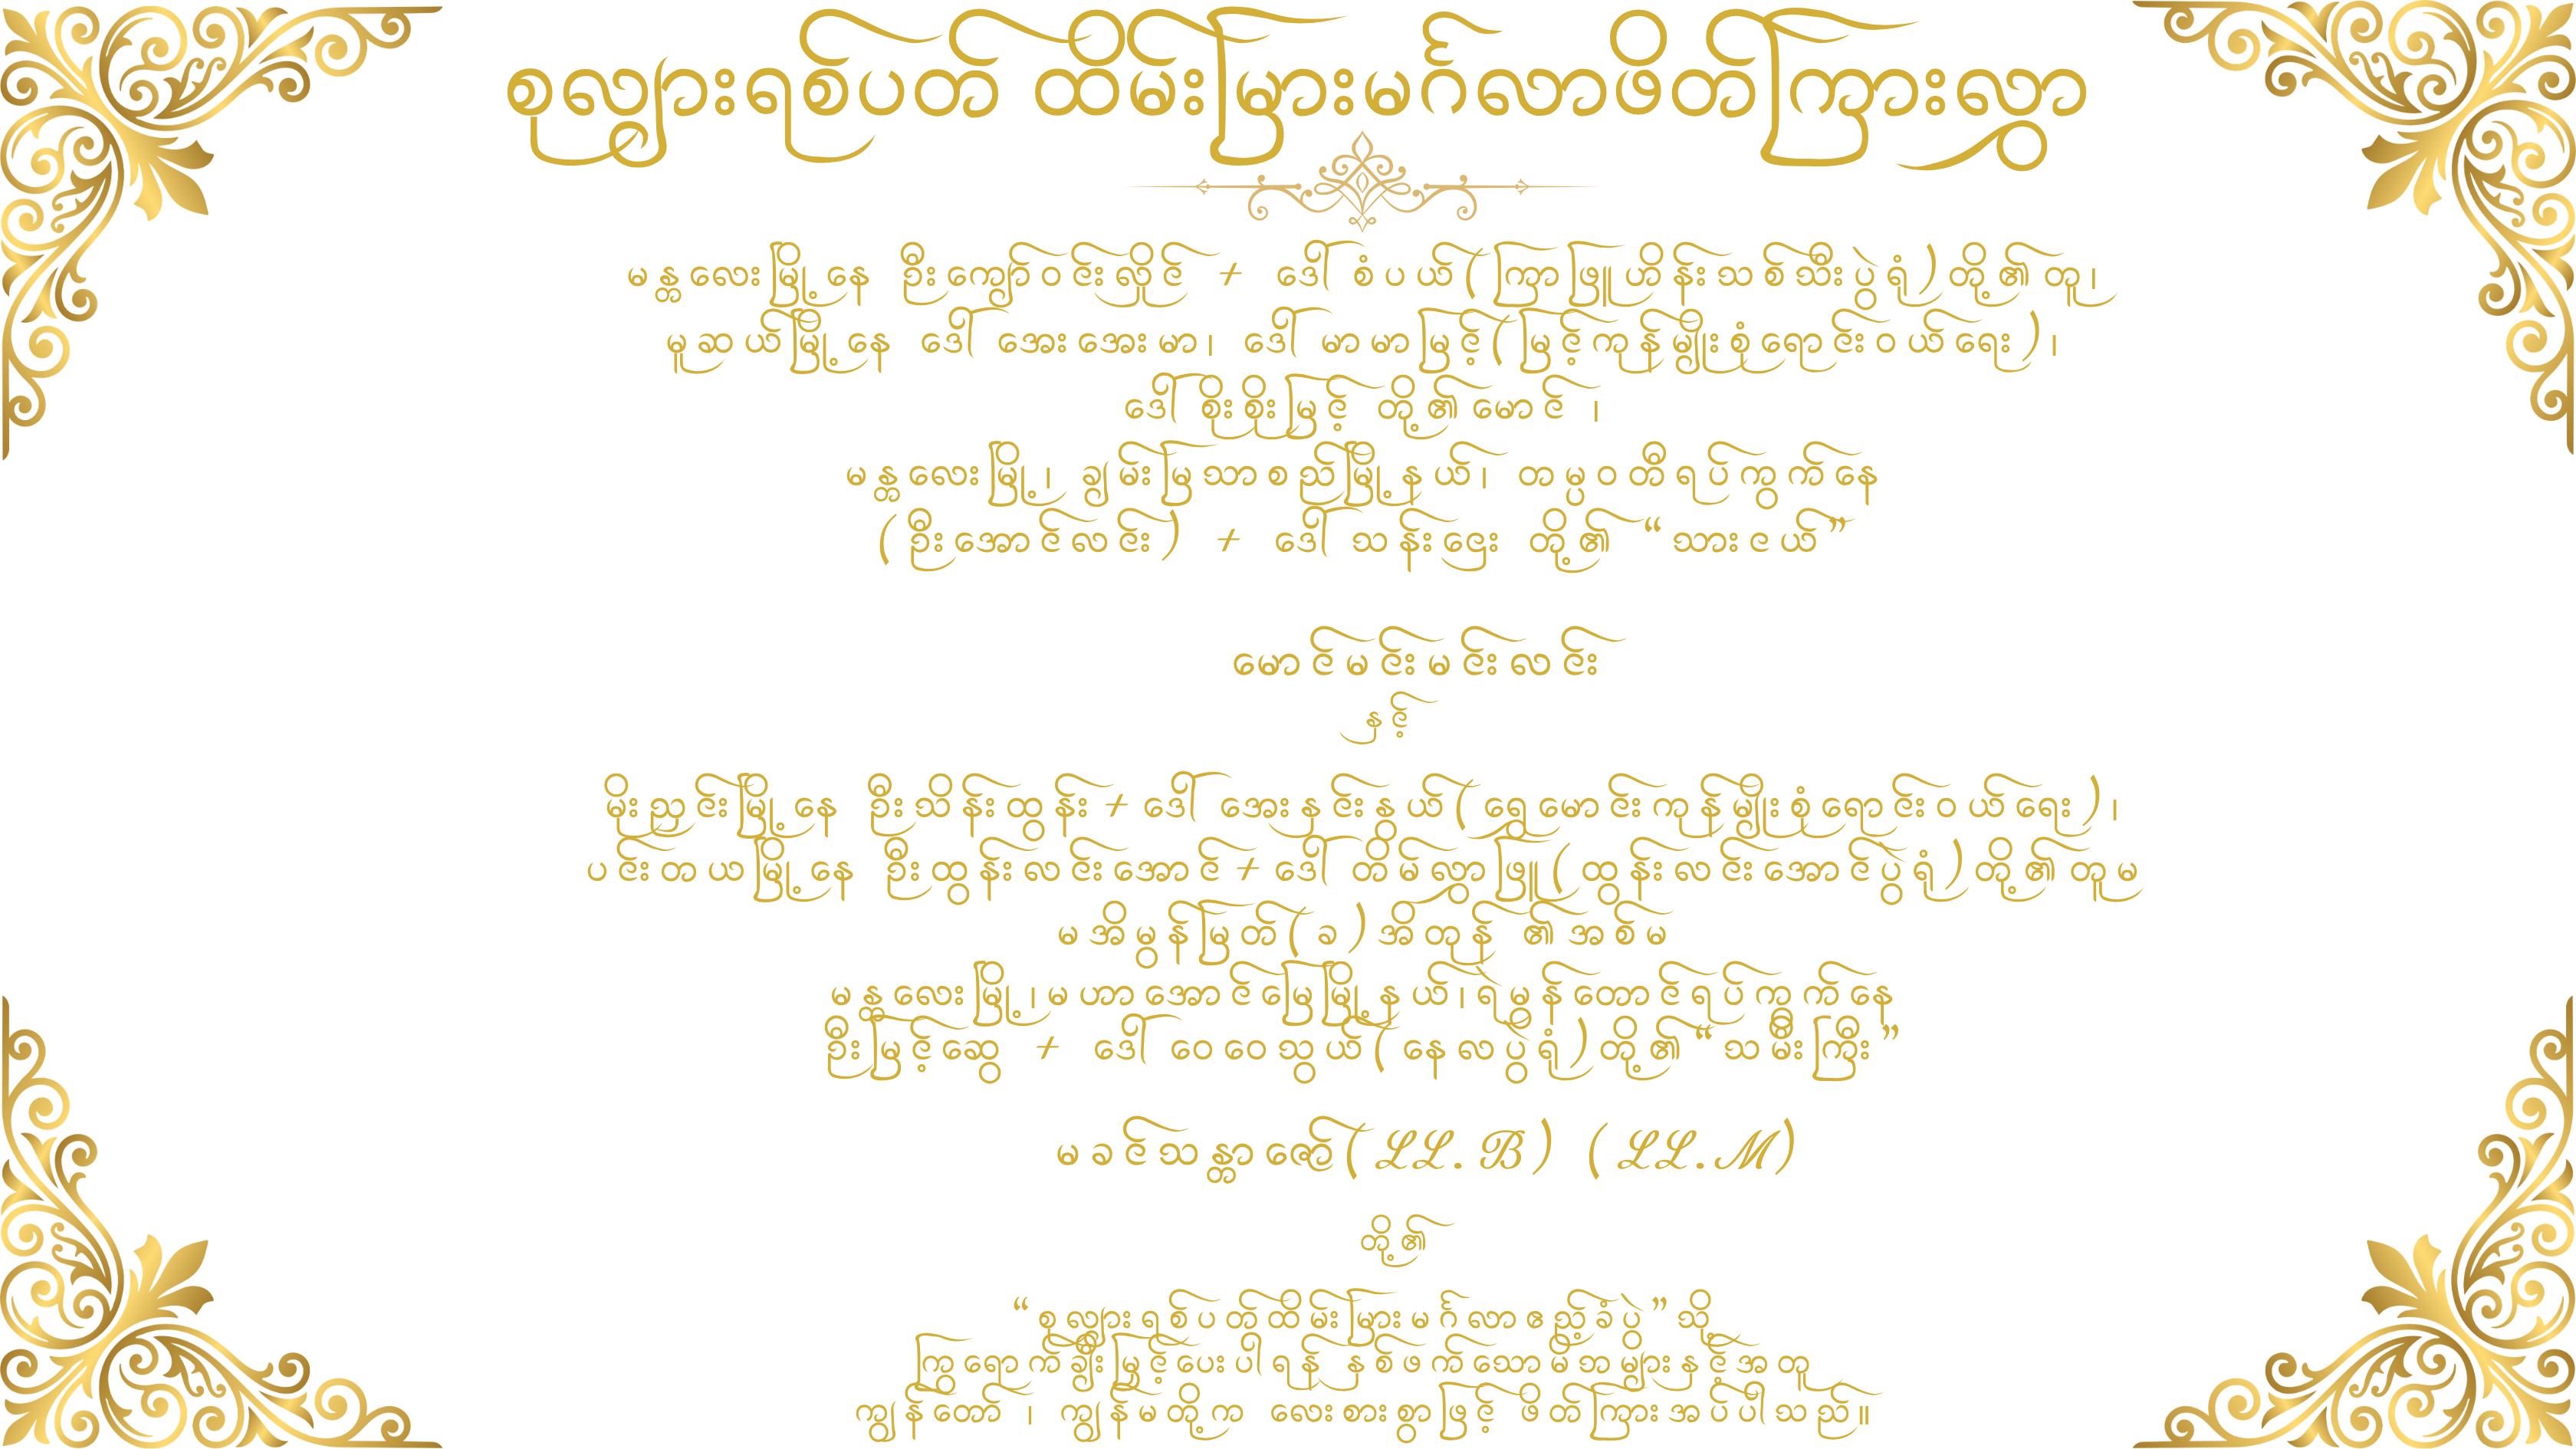 စုလျားရစ်ပတ် ထိမ်းမြားမင်္ဂလာဖိတ်ကြားလွှာ
မန္တလေးမြို့နေ ဦးကျော်ဝင်းလှိုင် + ဒေါ်စံပယ်(ကြာဖြူဟိန်းသစ်သီးပွဲရုံ)တို့၏တူ၊
မူဆယ်မြို့နေ ဒေါ်အေးအေးမာ၊ ဒေါ်မာမာမြင့်(မြင့်ကုန်မျိုးစုံရောင်းဝယ်ရေး)၊
ဒေါ်စိုးစိုးမြင့် တို့၏မောင် ၊
မန္တလေးမြို့၊ ချမ်းမြသာစည်မြို့နယ်၊ တမ္ပဝတီရပ်ကွက်နေ
(ဦးအောင်လင်း) + ဒေါ်သန်းဌေး တို့၏ “သားငယ်”
မောင်မင်းမင်းလင်း
နှင့်
မိုးညှင်းမြို့နေ ဦးသိန်းထွန်း+ဒေါ်အေးနှင်းနွယ်(ရွှေမောင်းကုန်မျိုးစုံရောင်းဝယ်ရေး)၊
ပင်းတယမြို့နေ ဦးထွန်းလင်းအောင်+ဒေါ်တိမ်လွှာဖြူ(ထွန်းလင်းအောင်ပွဲရုံ)တို့၏တူမ
မအိမွန်မြတ်(ခ)အိတုန် ၏အစ်မ
မန္တလေးမြို့၊မဟာအောင်မြေမြို့နယ်၊ရဲမွန်တောင်ရပ်ကွက်နေ
ဦးမြင့်ဆွေ + ဒေါ်ဝေဝေသွယ်(နေလပွဲရုံ)တို့၏“သမီးကြီး”
မခင်သန္တာဇော်(LL.B) (LL.M)
တို့၏
“စုလျားရစ်ပတ်ထိမ်းမြားမင်္ဂလာဧည့်ခံပွဲ”သို့
ကြွရောက်ချီးမြှင့်ပေးပါရန် နှစ်ဖက်သောမိဘများနှင့်အတူ
ကျွန်တော် ၊ ကျွန်မတို့က လေးစားစွာဖြင့် ဖိတ်ကြားအပ်ပါသည်။